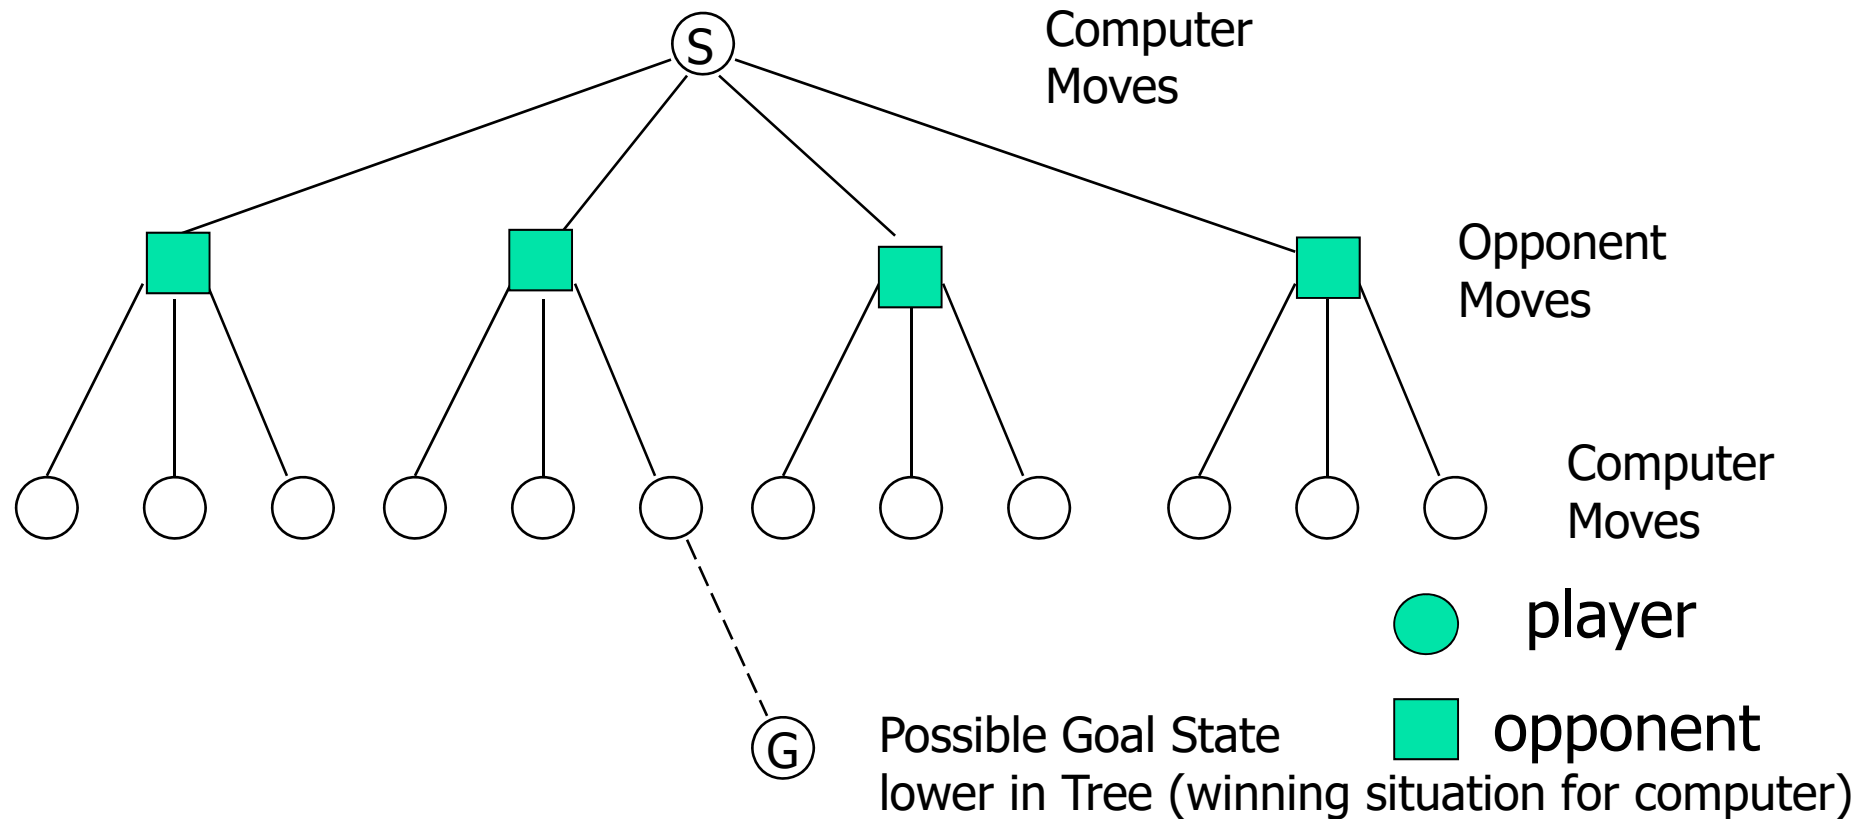 S
Computer
Moves
Opponent
Moves
Computer
Moves
player
opponent
G
Possible Goal State
lower in Tree (winning situation for computer)